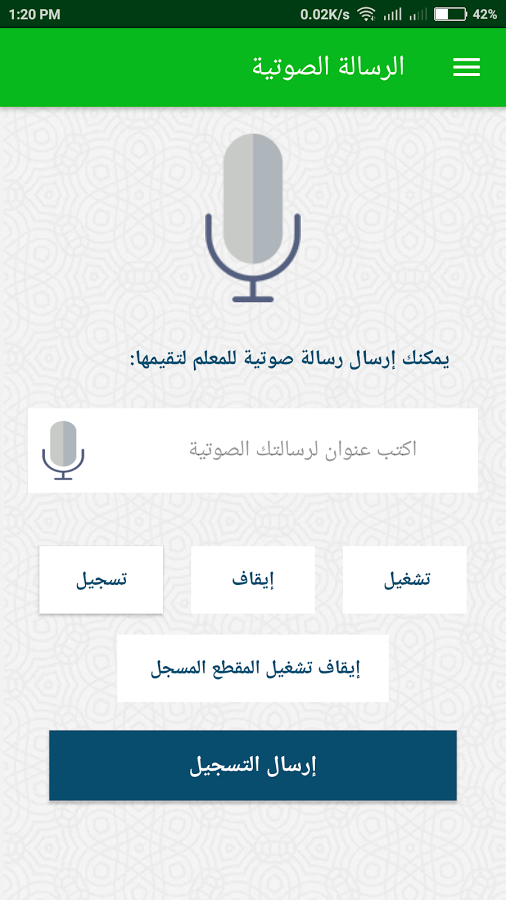 1:20 PM 0.02K/s 42%
الرسالة الصوتية
يمكنك إرسال رسالة صوتية للمعلم لتقيمها:
اكتب عنوان لرسالتك الصوتية
تشغيل إيقاف تسجيل
إيقاف تشغيل المقطع المسجل
إرسال التسجيل